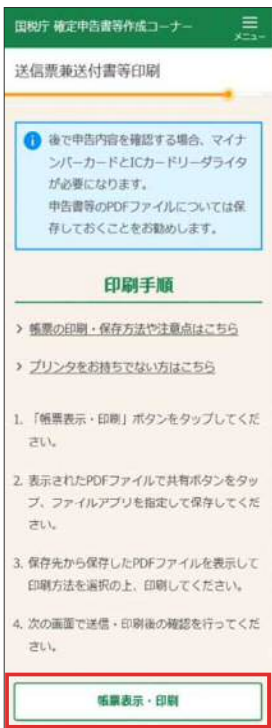 国税庁 確定申告書等作成コーナー
メニュー
送信票兼送付書等印刷
後で申告内容を確認する場合、マイナ
ンバーカードとICカードリーダライタ
が必要になります。
申告書等のPDFファイルについては保
存しておくことをお勧めします。
印刷手順
> 帳票の印刷・保存方法や注意点はこちら
> プリンタをお持ちでない方はこちら
1. 「帳票表示・印刷」ボタンをタップしてくだ
さい。
2. 表示されたPDFファイルで共有ボタンをタッ
プ、ファイルアプリを指定して保存してくだ
さい。
3. 保存先から保存したPDFファイルを表示して
印刷方法を選択の上、印刷してください。
4. 次の画面で送信・印刷後の確認を行ってくだ
さい。
帳票表示・印刷